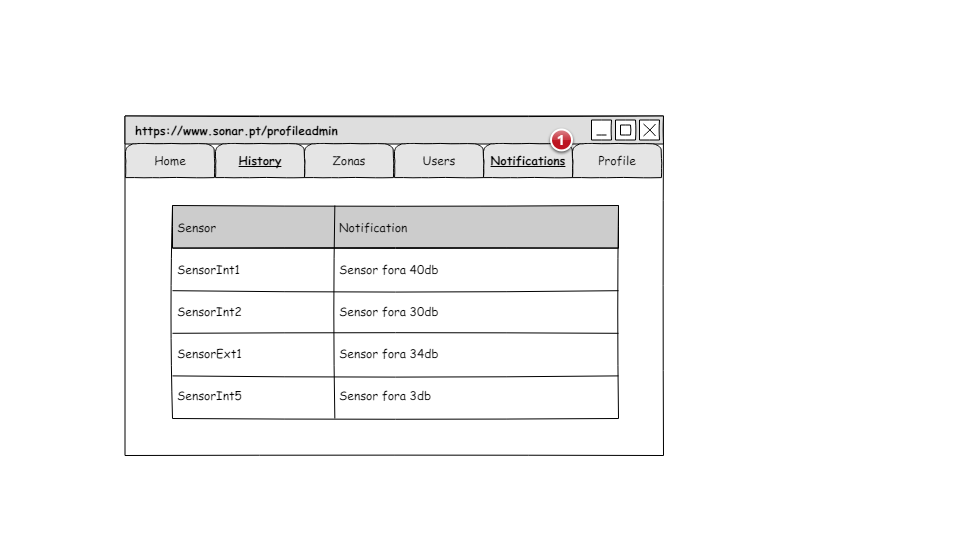 https://www.sonar.pt/profileadmin
1
Home History Zonas Users Notifications Profile
Sensor Notification
SensorInt1 Sensor fora 40db
SensorInt2 Sensor fora 30db
SensorExt1 Sensor fora 34db
SensorInt5 Sensor fora 3db